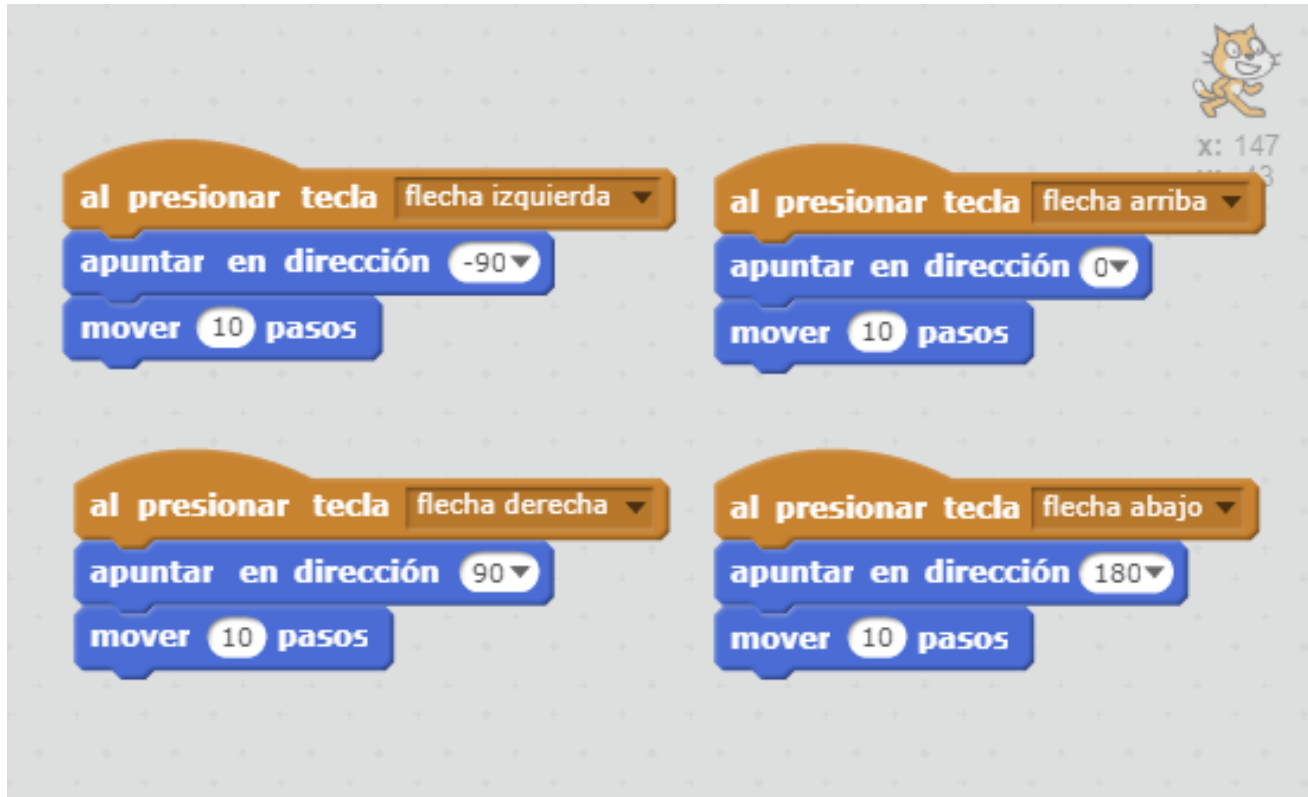 x: 147
al presionar tecla flecha izquierda
apuntar en dirección -90
mover 10 pasos
al presionar tecla flecha arriba
apuntar en dirección 0
mover 10 pasos
al presionar tecla flecha derecha
apuntar en dirección 90
mover 10 pasos
al presionar tecla flecha abajo
apuntar en dirección 180
mover 10 pasos